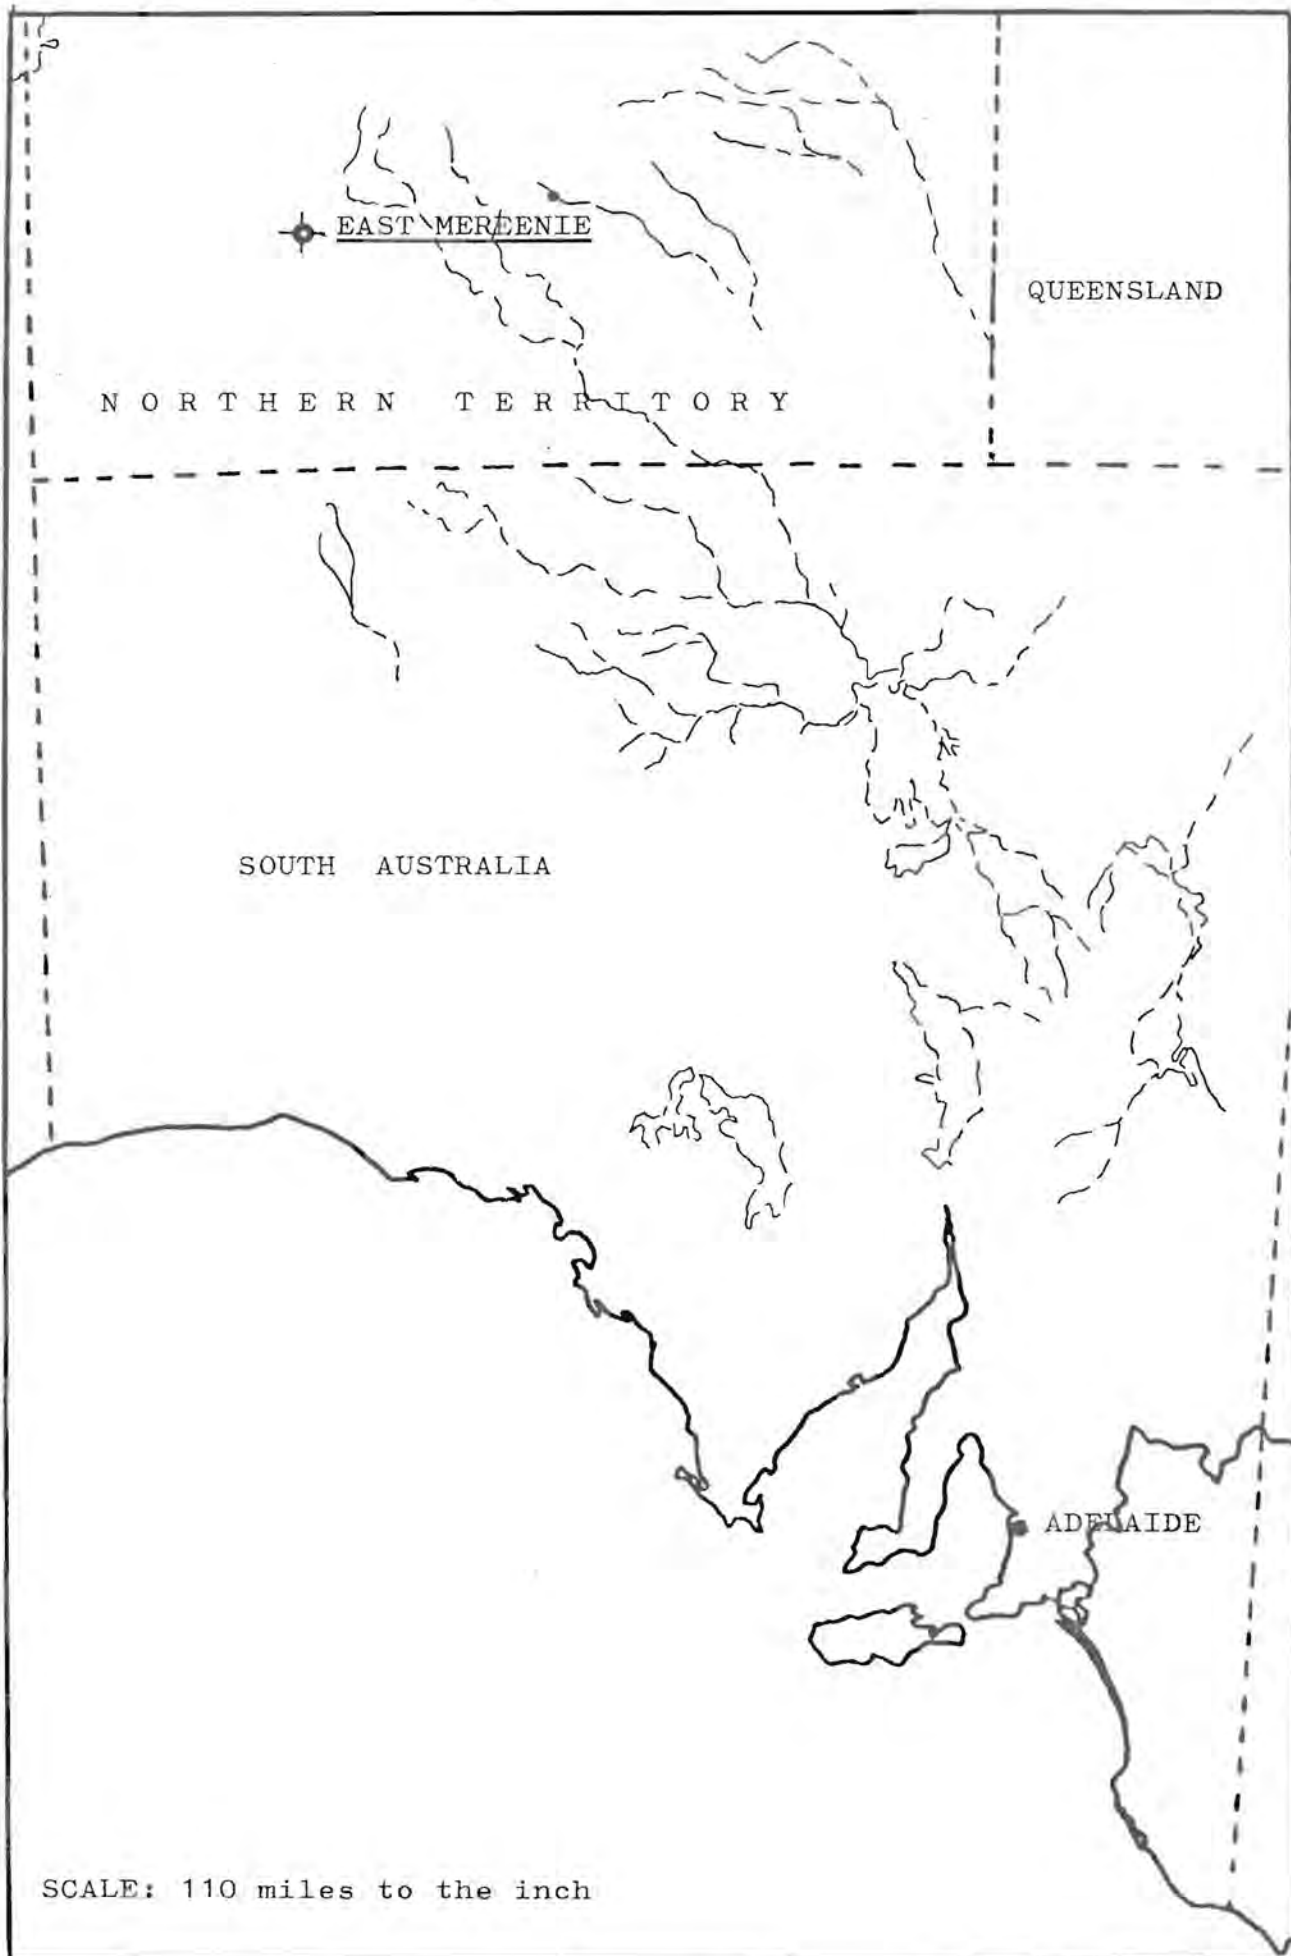 EAST MEREENIE
QUEENSLAND
NORTHERN TERRITORY
SOUTH AUSTRALIA
ADELAIDE
SCALE: 110 miles to the inch